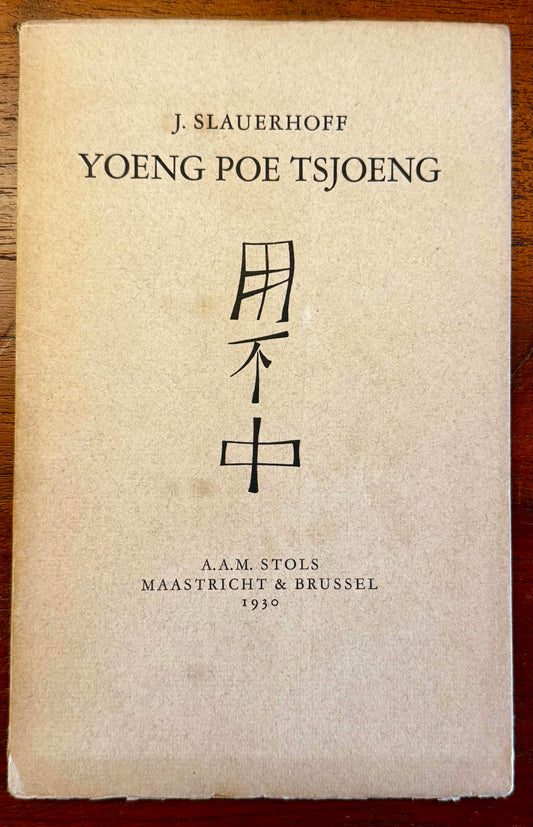 J. SLAUERHOFF
YOENG POE TSJOENG
用
不
中
A.A.M. STOLS
MAASTRICHT & BRUSSEL
1930